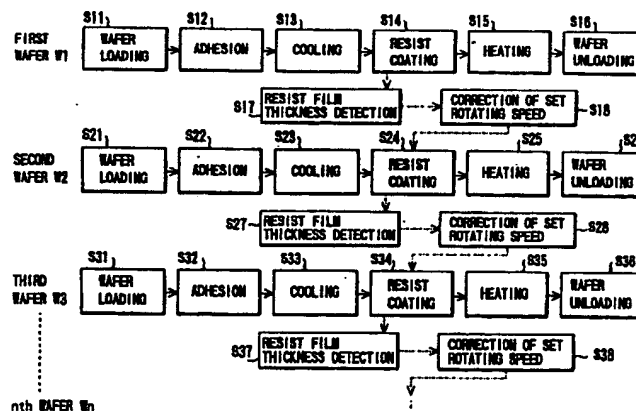 S11 S12 S13 S14 S15 S16
FIRST
WAFER W1
WAFER
LOADING
ADHESION
COOLING
RESIST
COATING
HEATING
WAFER
UNLOADING
S17
RESIST FILM
THICKNESS DETECTION
CORRECTION OF SET
ROTATING SPEED
S18
S21 S22 S23 S24 S25 S2
SECOND
WAFER W2
WAFER
LOADING
ADHESION
COOLING
RESIST
COATING
HEATING
WAFER
UNLOADING
S27
RESIST FILM
THICKNESS DETECTION
CORRECTION OF SET
ROTATING SPEED
S28
S31 S32 S33 S34 S35 S36
THIRD
WAFER W3
WAFER
LOADING
ADHESION
COOLING
RESIST
COATING
HEATING
WAFER
UNLOADING
S37
RESIST FILM
THICKNESS DETECTION
CORRECTION OF SET
ROTATING SPEED
S38
nth WAFER Wn